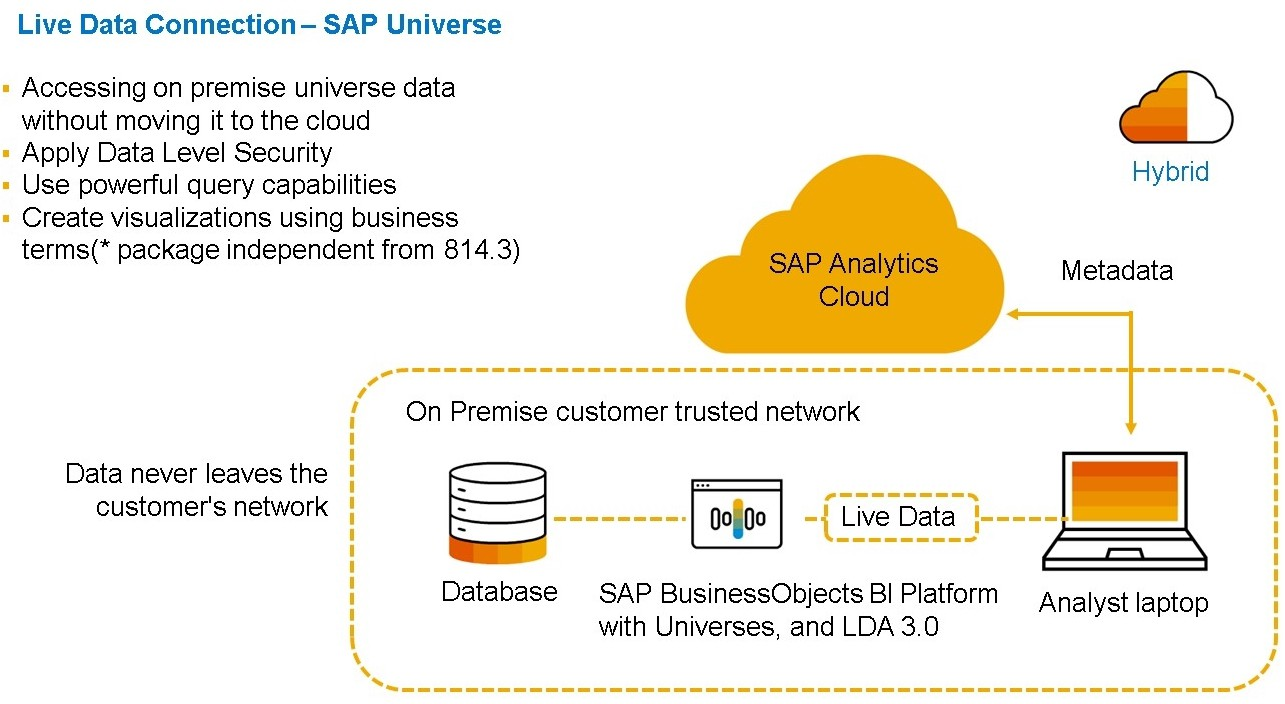 Live Data Connection – SAP Universe
Accessing on premise universe data
without moving it to the cloud
Apply Data Level Security
Use powerful query capabilities
Create visualizations using business
terms(* package independent from 814.3)
Hybrid
SAP Analytics
Cloud
Metadata
On Premise customer trusted network
Data never leaves the
customer's network
Live Data
Database
SAP BusinessObjects BI Platform
with Universes, and LDA 3.0
Analyst laptop